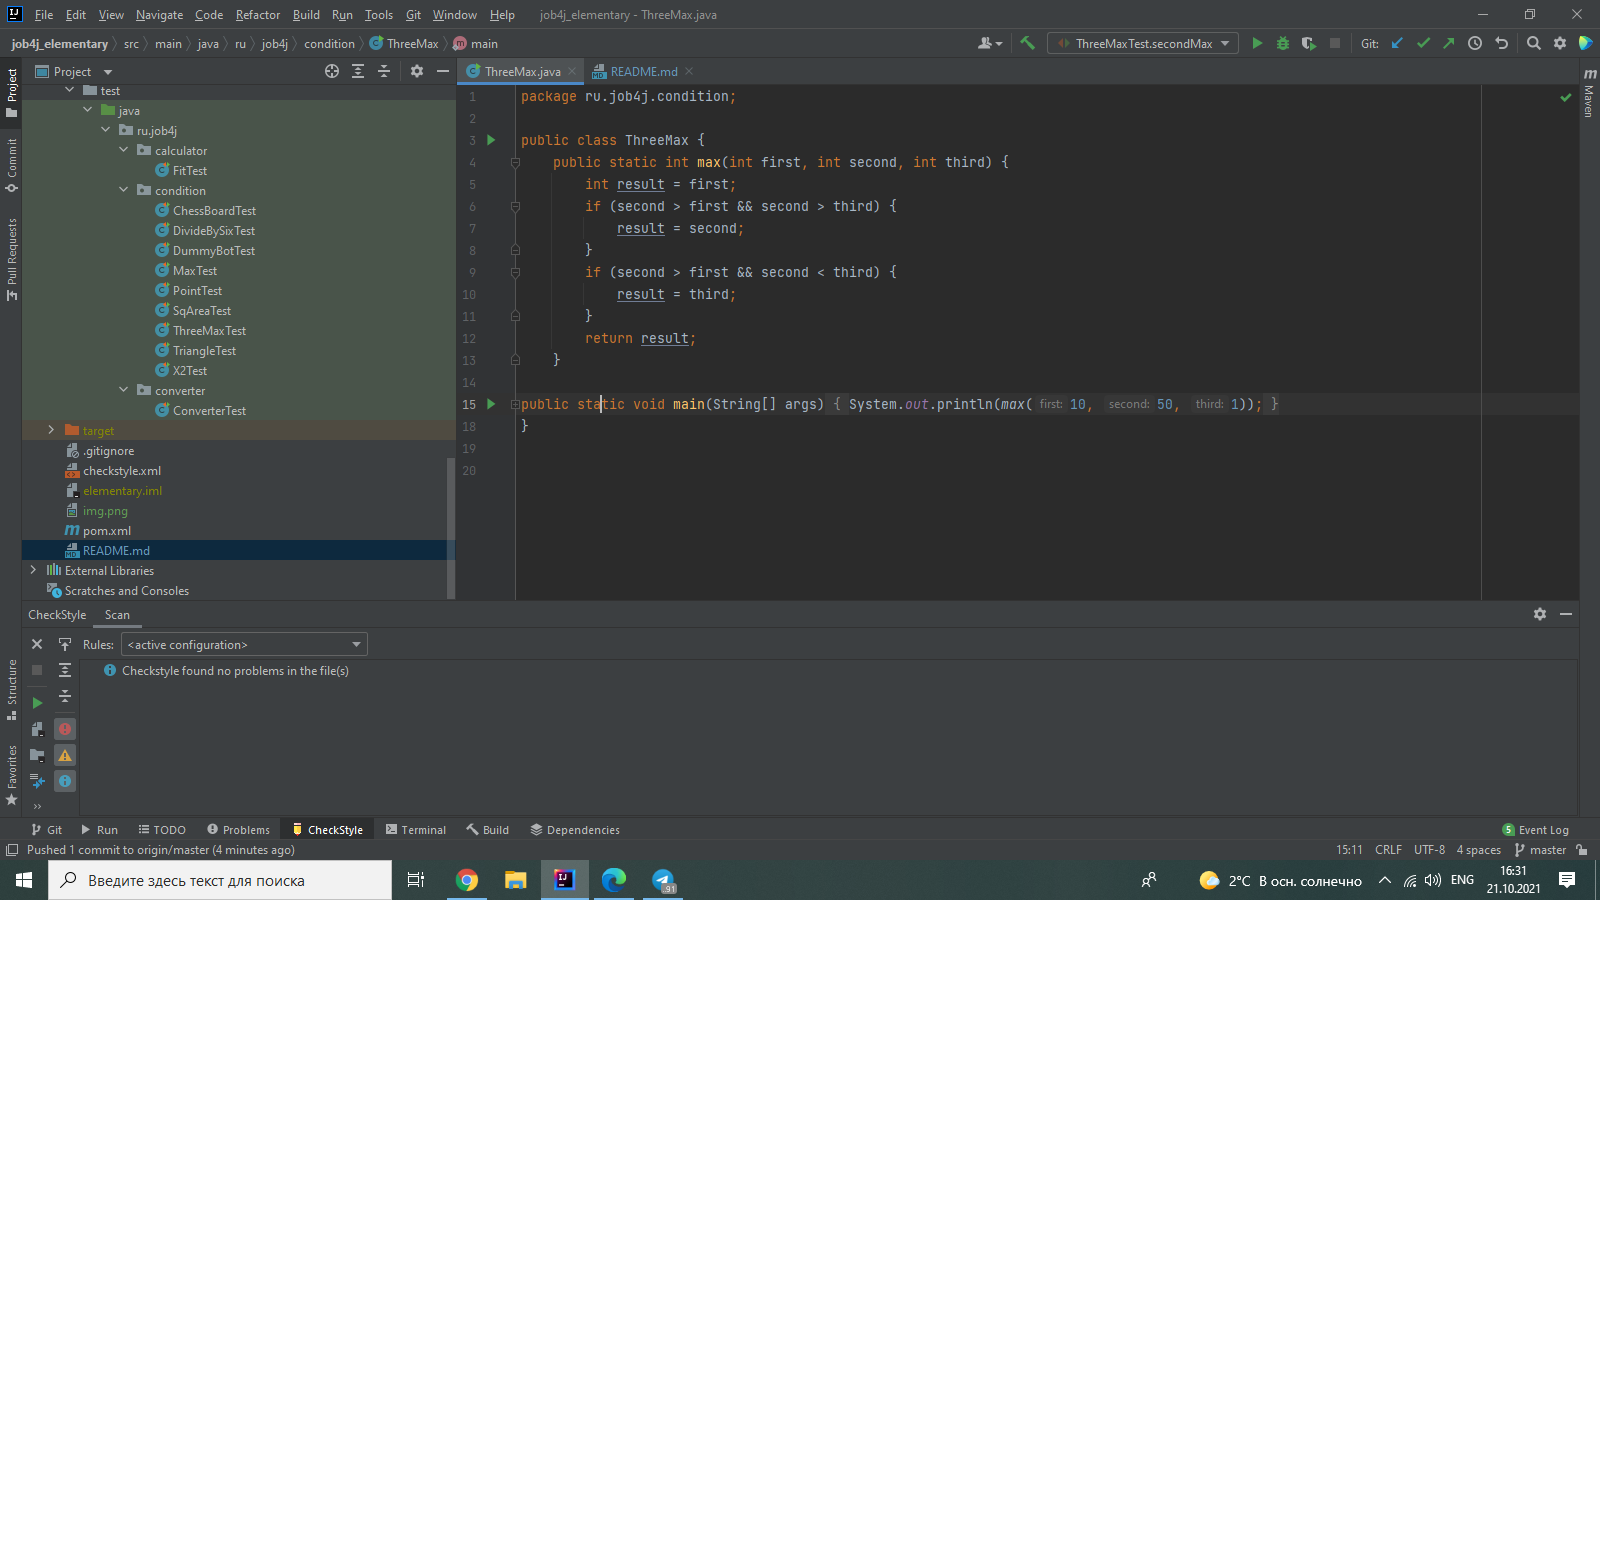 File Edit View Navigate Code Refactor Build Run Tools Git Window Help job4j_elementary - ThreeMax.java
job4j_elementary src main java ru job4j condition ThreeMax main
ThreeMaxTest.secondMax Git:
Project
ThreeMax.java README.md
test
java
ru.job4j
calculator
FitTest
condition
ChessBoardTest
DivideBySixTest
DummyBotTest
MaxTest
PointTest
SqAreaTest
ThreeMaxTest
TriangleTest
X2Test
converter
ConverterTest
target
.gitignore
checkstyle.xml
elementary.iml
img.png
pom.xml
README.md
External Libraries
Scratches and Consoles
1 package ru.job4j.condition;
2
3 public class ThreeMax {
4 public static int max(int first, int second, int third) {
5 int result = first;
6 if (second > first && second > third) {
7 result = second;
8 }
9 if (second > first && second < third) {
10 result = third;
11 }
12 return result;
13 }
14
15 public static void main(String[] args) { System.out.println(max( first: 10, second: 50, third: 1)); }
18 }
19
20
Project
Commit
Pull Requests
Structure
Favorites
Maven
CheckStyle Scan
Rules: <active configuration>
Checkstyle found no problems in the file(s)
Git Run TODO Problems CheckStyle Terminal Build Dependencies 5 Event Log
Pushed 1 commit to origin/master (4 minutes ago) 15:11 CRLF UTF-8 4 spaces master
Введите здесь текст для поиска
91
2°C В осн. солнечно ENG
16:31
21.10.2021